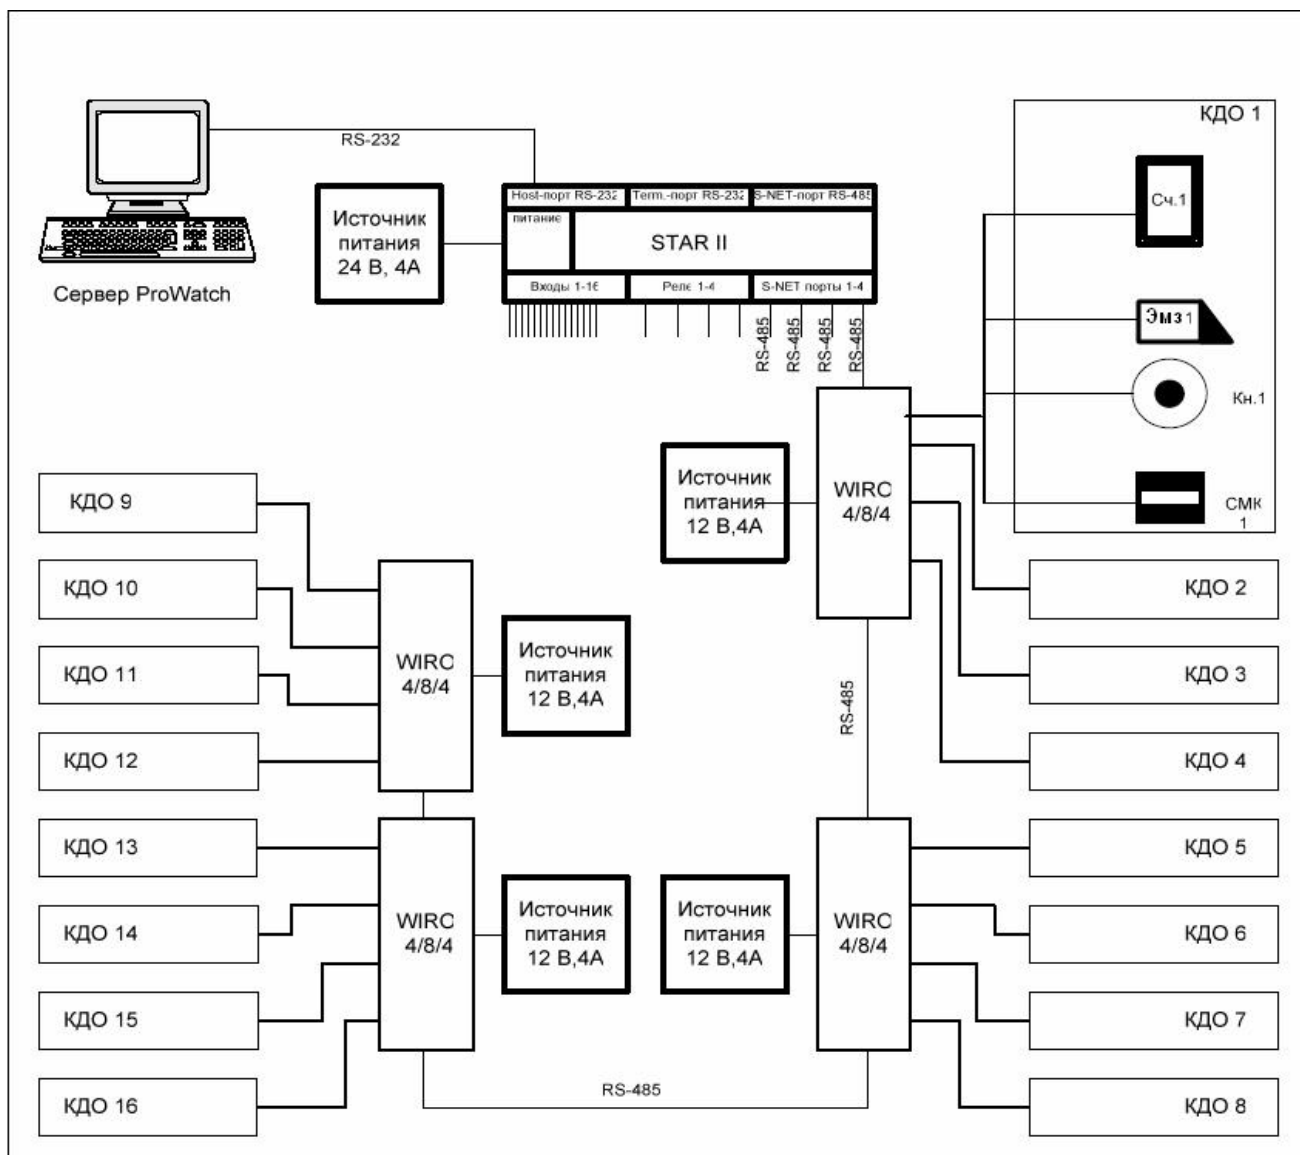 КДО 1
RS-232
Host-порт RS-232
Term.-порт RS-232
S-NET-порт RS-485
Источник
питания
24 В, 4А
питание
STAR II
Сч.1
Сервер ProWatch
Входы 1-16
Реле 1-4
S-NET порты 1-4
RS-485
RS-485
RS-485
RS-485
Эмз 1
Кн.1
СМК
1
Источник
питания
12 В,4А
WIRC
4/8/4
КДО 9
КДО 10
КДО 11
КДО 12
WIRC
4/8/4
Источник
питания
12 В,4А
КДО 2
КДО 3
КДО 4
RS-485
КДО 13
КДО 14
КДО 15
КДО 16
WIRC
4/8/4
Источник
питания
12 В,4А
Источник
питания
12 В,4А
WIRC
4/8/4
КДО 5
КДО 6
КДО 7
КДО 8
RS-485